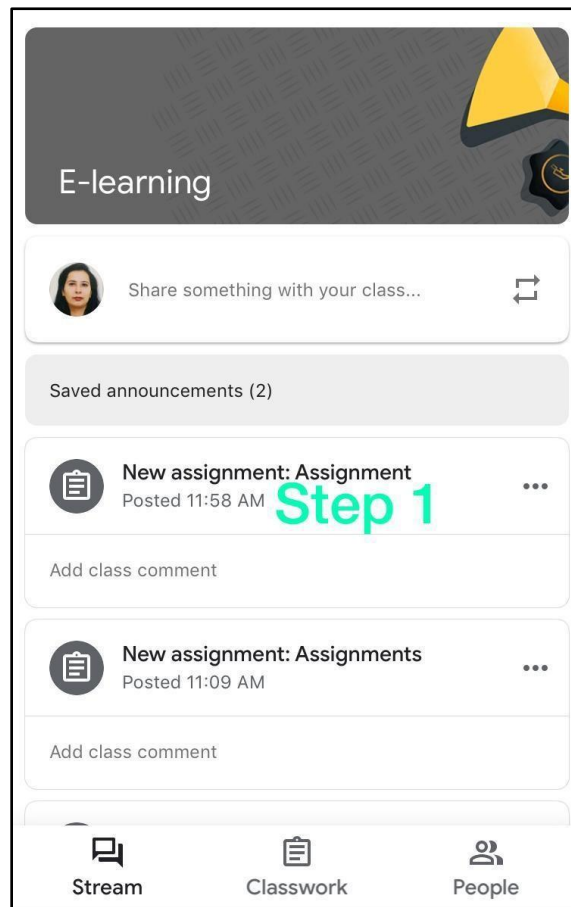 E-learning
Share something with your class...
Saved announcements (2)
New assignment: Assignment
Posted 11:58 AM
Step 1
Add class comment
New assignment: Assignments
Posted 11:09 AM
Add class comment
Stream
Classwork
People